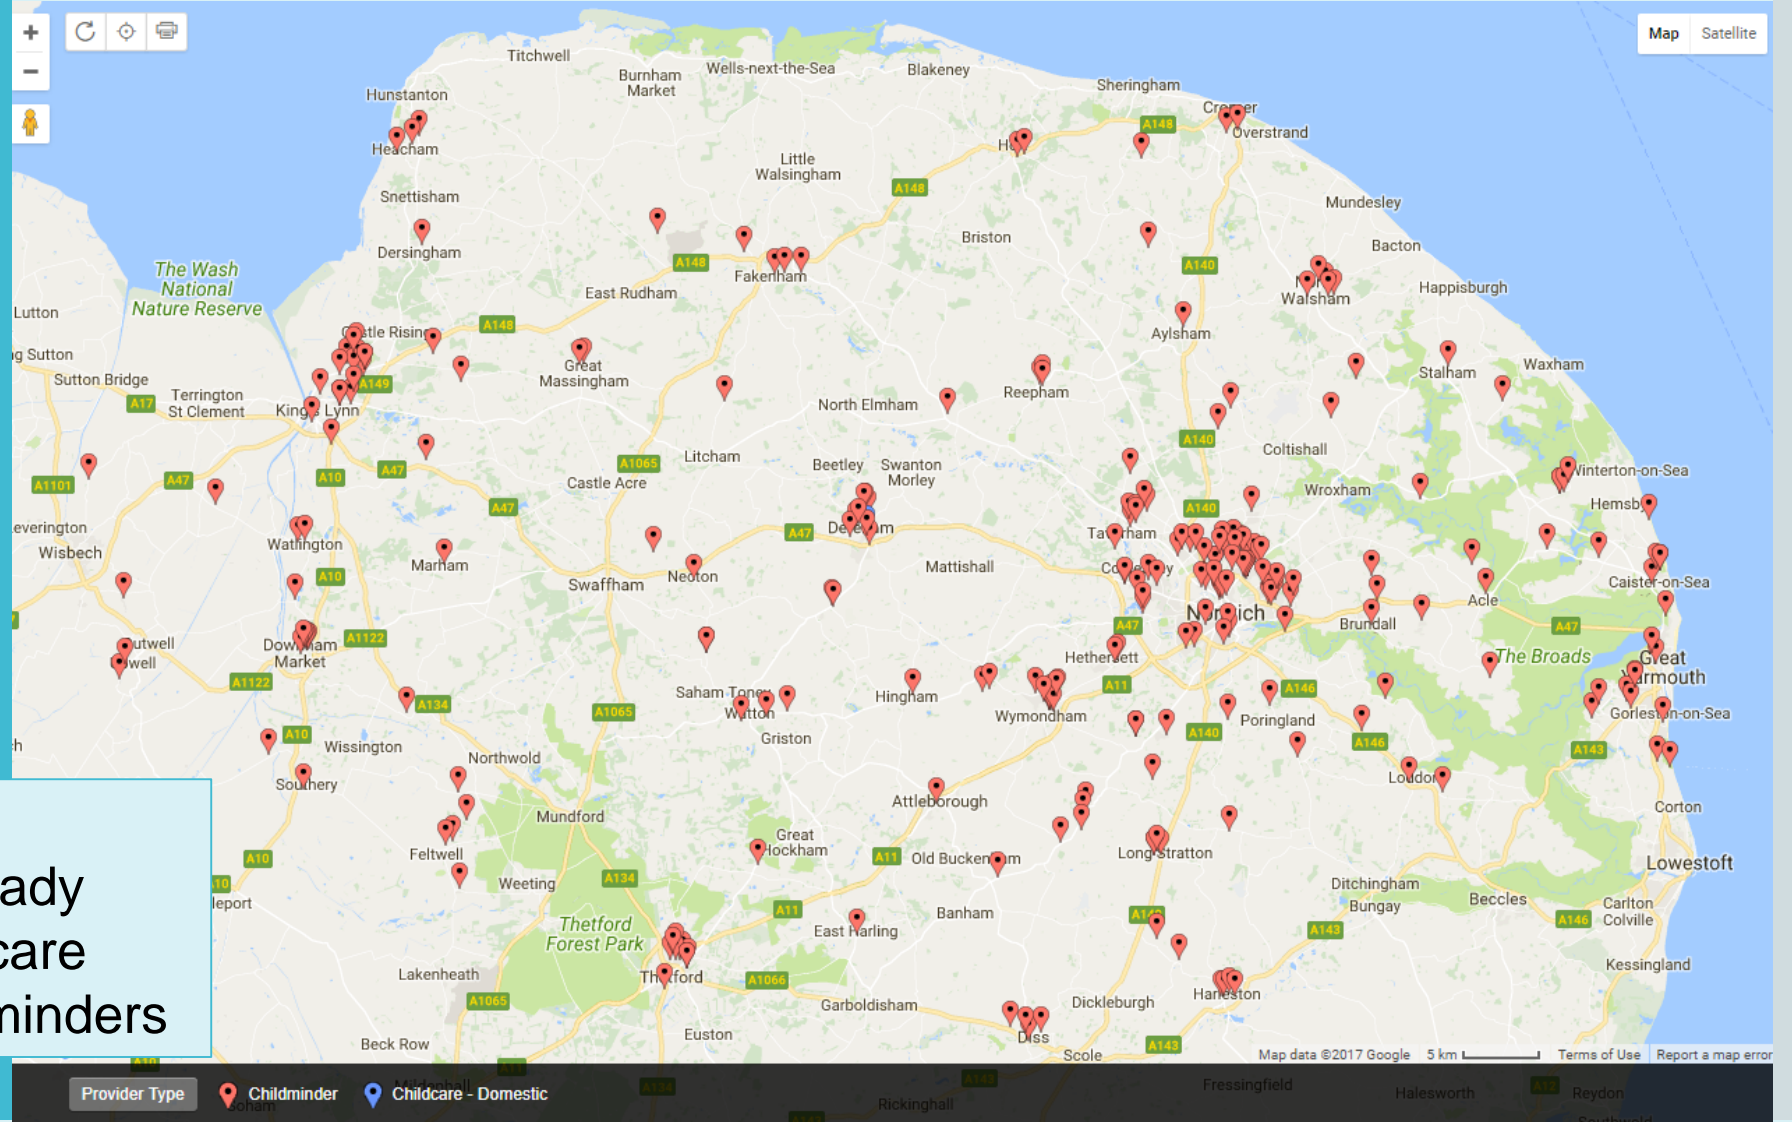 Map
Satellite
Titchwell
Burnham
Market
Wells-next-the-Sea
Blakeney
Sheringham
Hunstanton
Overstrand
A148
Heacham
Little
Walsingham
A148
Snettisham
Mundesley
Briston
Bacton
Dersingham
The Wash
National
Nature Reserve
A148
A140
Fakenham
East Rudham
Walsham
Happisburgh
Lutton
A148
Aylsham
Sutton
Great
Massingham
Stalham
Waxham
Sutton Bridge
A149
Terrington
St Clement
Reepham
A17
North Elmham
A140
Coltishall
Litcham
Beetley
Swanton
Morley
A1065
A47
A10
A47
A1101
Castle Acre
Winterton-on-Sea
Wroxham
Hemsby
A47
A140
Wisbech
Watlington
A47
Marham
Mattishall
A10
Swaffham
Necton
Caister-on-Sea
Acle
Norwich
Brundall
A47
A47
A1122
Downham
Market
Hethersett
The Broads
Great
Yarmouth
A1122
A11
A146
Saham Toney
Watton
Hingham
A134
A1065
Wymondham
Poringland
Gorleston-on-Sea
A10
Wissington
Griston
A140
A146
A143
Northwold
Southery
Loddon
Attleborough
Mundford
Corton
Great
Hockham
Feltwell
A10
A11
Old Buckenham
Long Stratton
Lowestoft
A134
Weeting
Ditchingham
Bungay
Beccles
Carlton
Colville
A11
Banham
A146
Thetford
Forest Park
East Harling
A143
Kessingland
Lakenheath
Thetford
A1066
A1065
Garboldisham
Dickleburgh
Harleston
Euston
Diss
Beck Row
Scole
A143
Map data ©2017 Google
5 km
Terms of Use
Report a map error
ady
care
minders
Provider Type
Childminder
Childcare - Domestic
Mildenhall
A134
A143
Fressingfield
Halesworth
A12
Reydon
Soham
Rickinghall